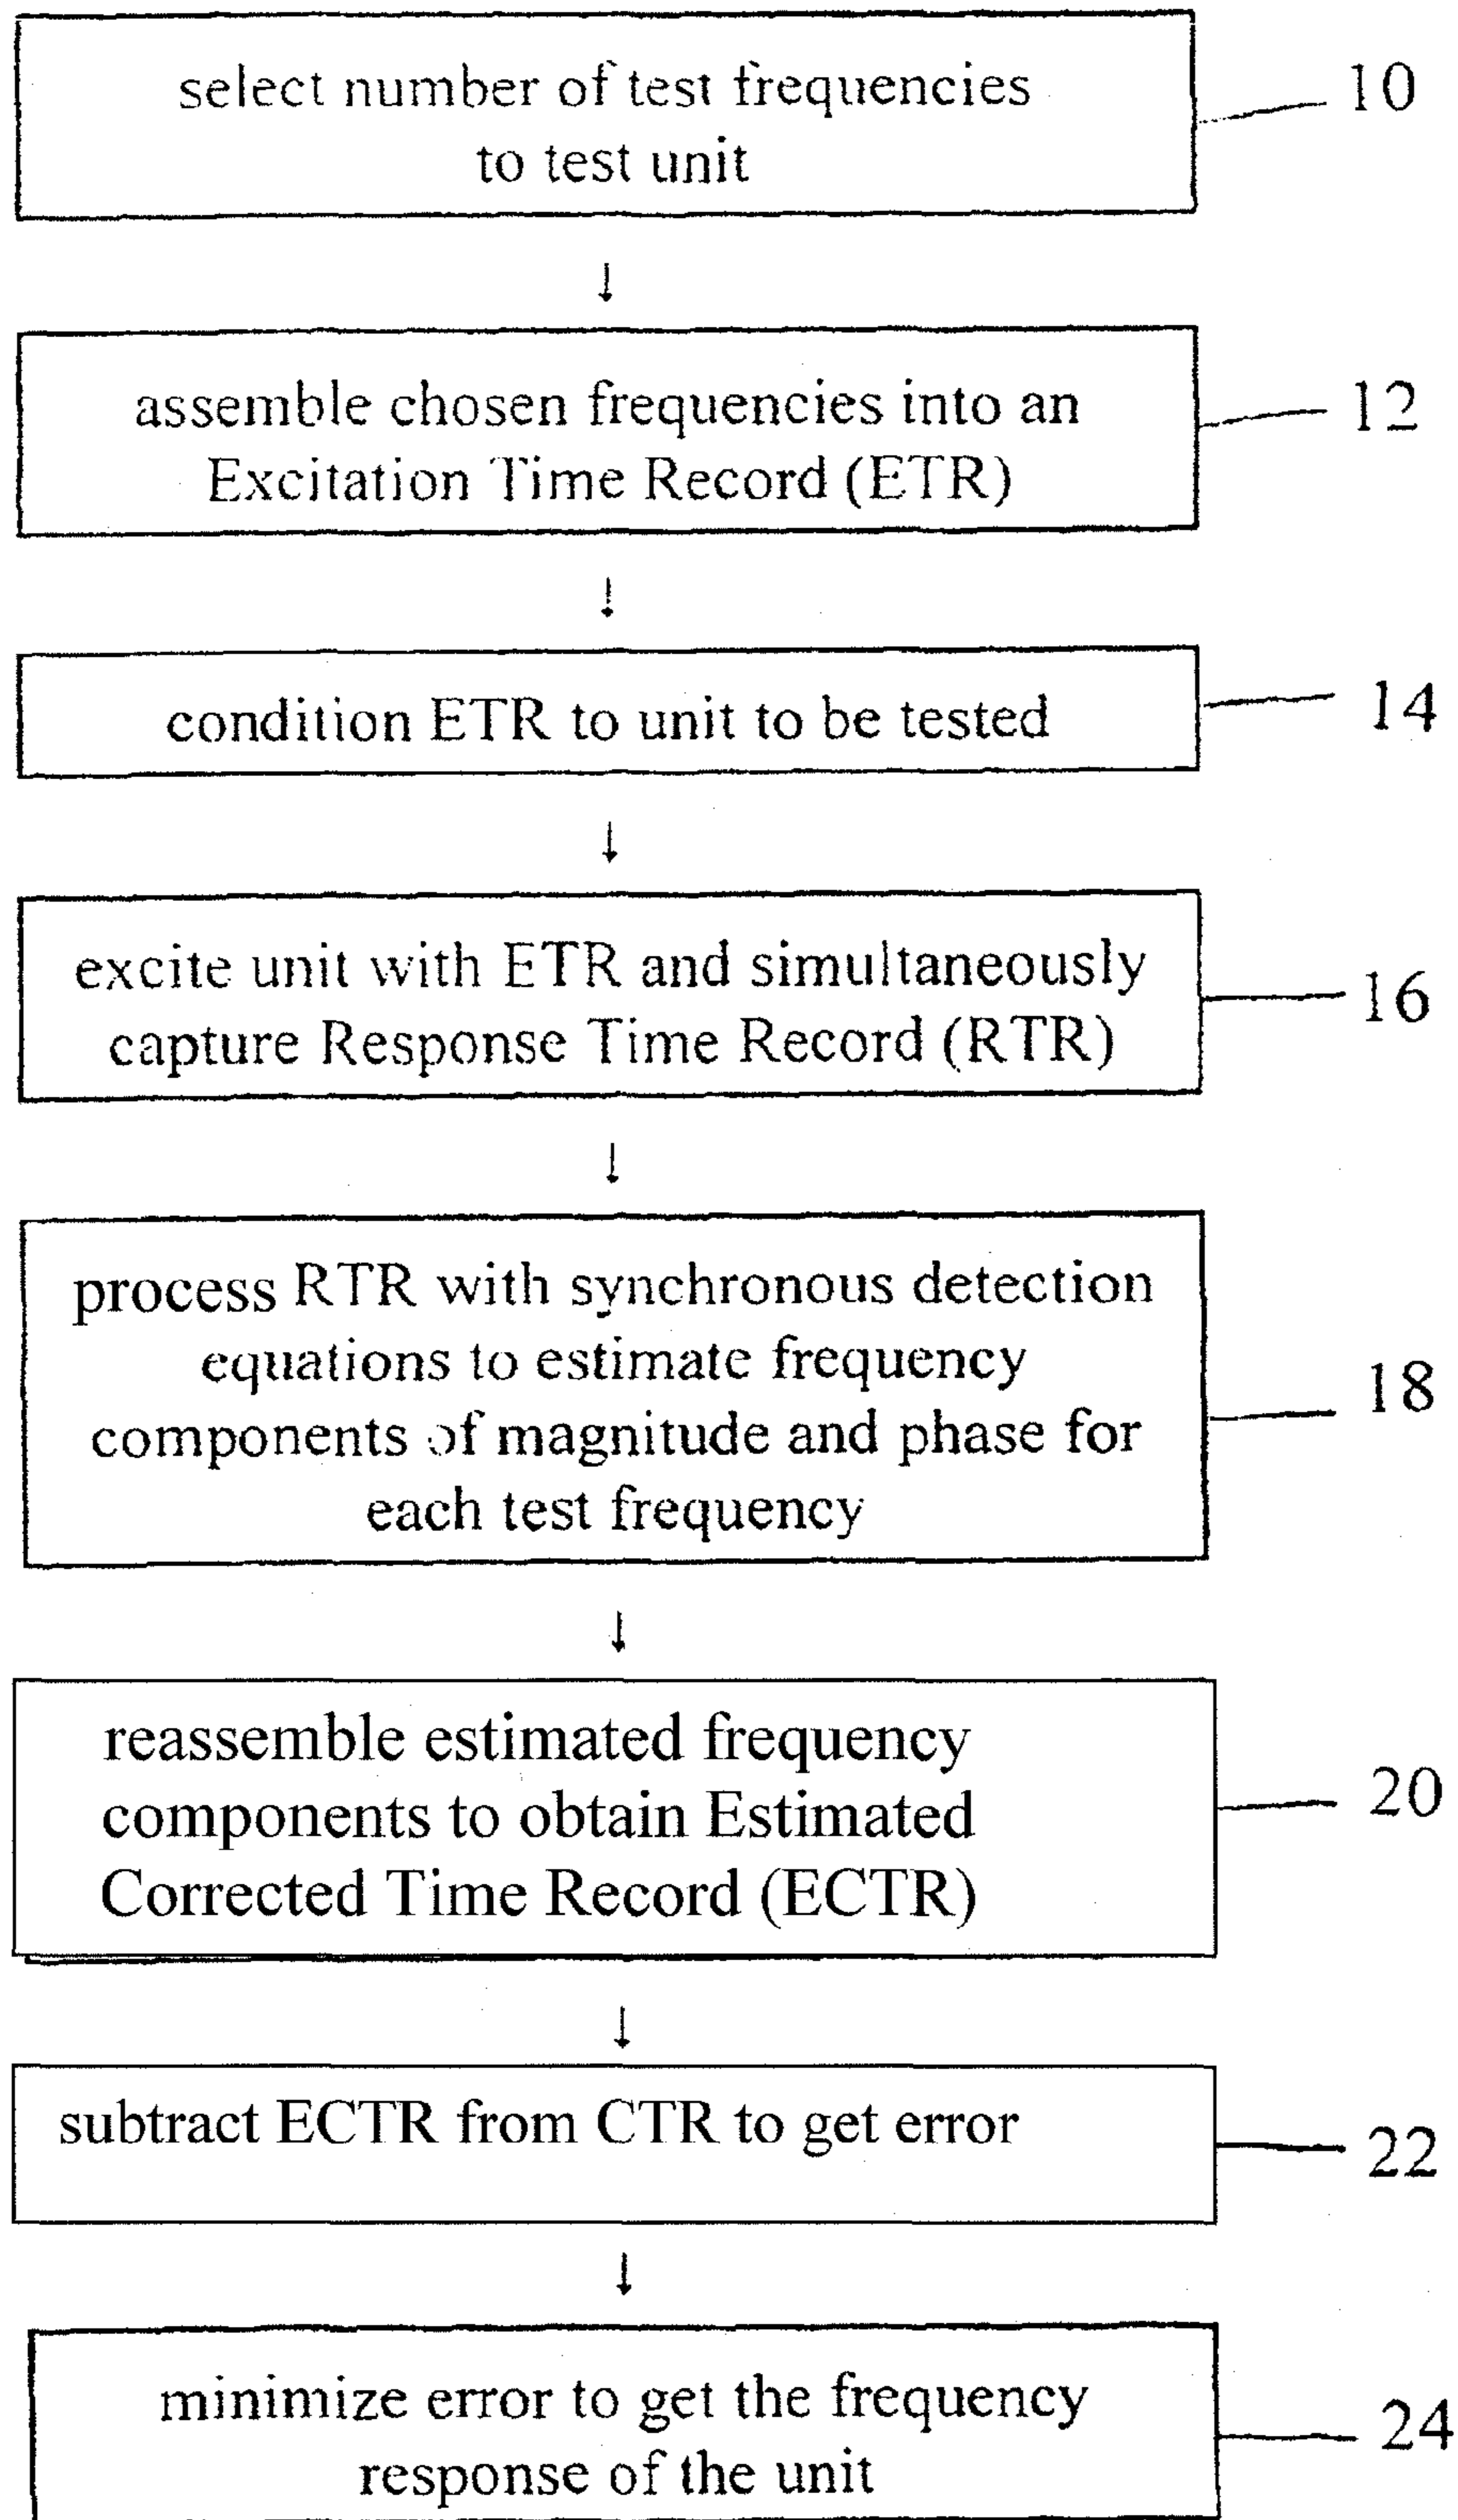 select number of test frequencies
to test unit
10
↓
assemble chosen frequencies into an
Excitation Time Record (ETR)
12
↓
condition ETR to unit to be tested
14
↓
excite unit with ETR and simultaneously
capture Response Time Record (RTR)
16
↓
process RTR with synchronous detection
equations to estimate frequency
components of magnitude and phase for
each test frequency
18
↓
reassemble estimated frequency
components to obtain Estimated
Corrected Time Record (ECTR)
20
↓
subtract ECTR from CTR to get error
22
↓
minimize error to get the frequency
response of the unit
24